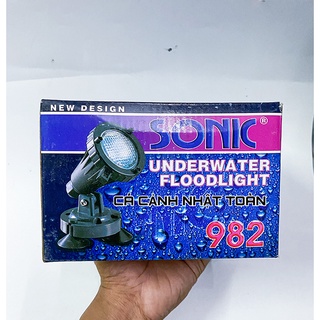 NEW DESIGN
SONIC®
UNDERWATER
FLOODLIGHT
CÁ CẢNH NHẬT TOÀN
982